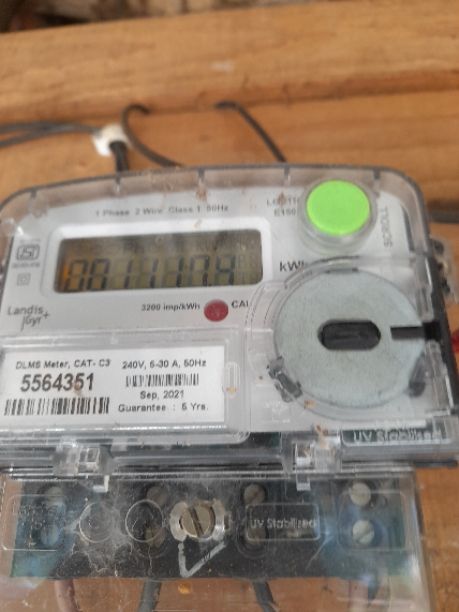 1 Phase 2 Wire Class 1 50Hz
E150
SCROLL
kWh
3200 imp/kWh
CAL
Landis
Gyr+
DLMS Meter, CAT- C3
240V, 5-30 A, 50Hz
5564351
Sep, 2021
Guarantee : 5 Yrs.
UV Stabilised
UV Stabilised